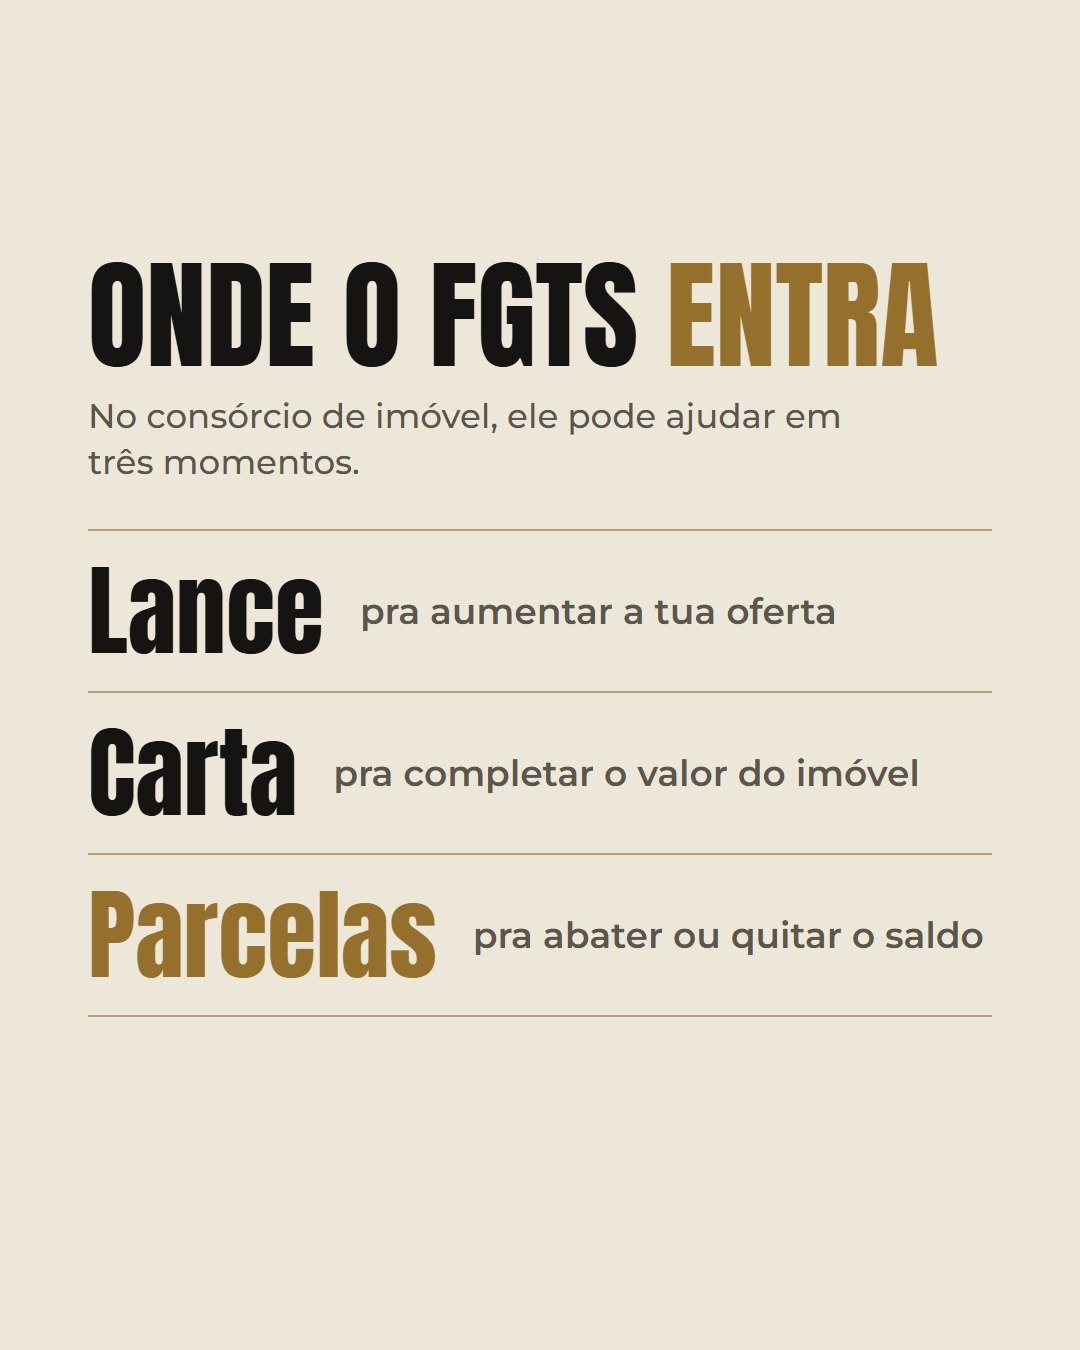 ONDE O FGTS ENTRA
No consórcio de imóvel, ele pode ajudar em
três momentos.
Lance pra aumentar a tua oferta
Carta pra completar o valor do imóvel
Parcelas pra abater ou quitar o saldo